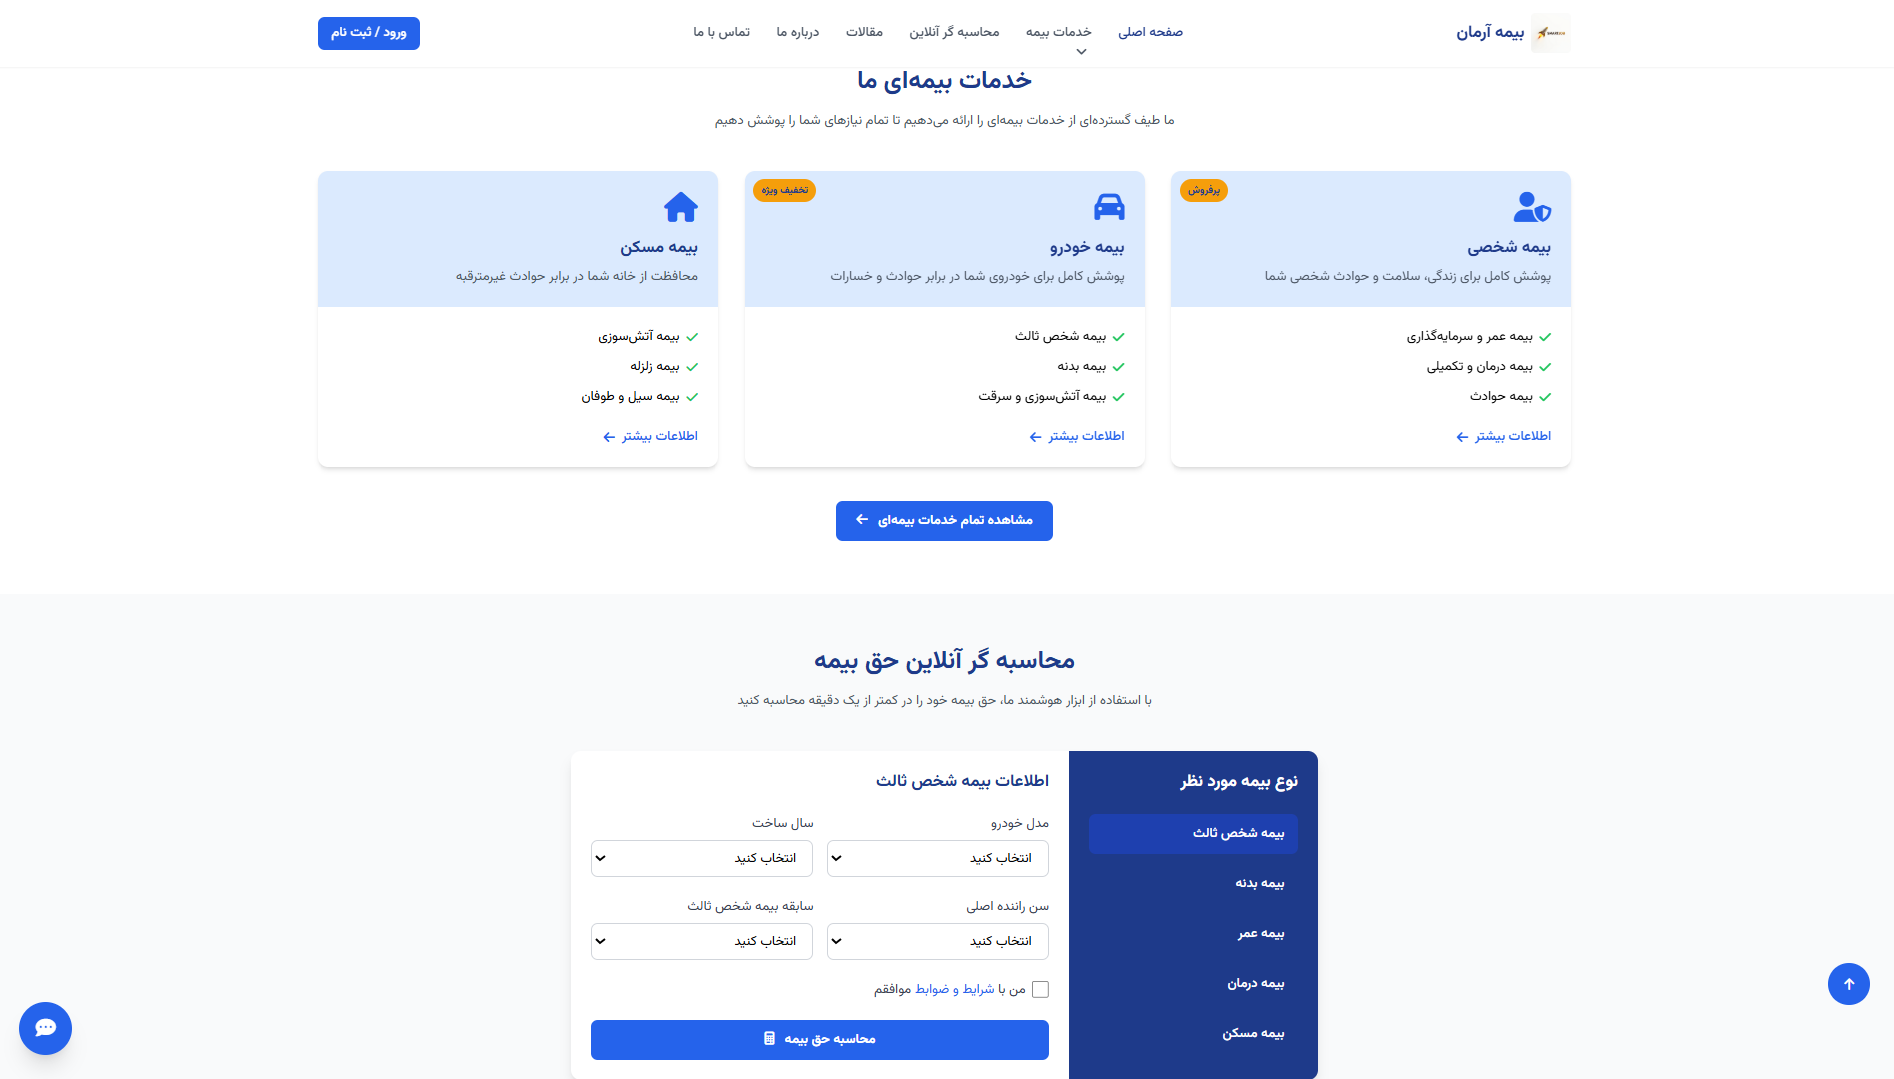 بیمه آرمان
صفحه اصلی
خدمات بیمه
محاسبه گر آنلاین
مقالات
درباره ما
تماس با ما
ورود / ثبت نام
خدمات بیمه‌ای ما
ما طیف گسترده‌ای از خدمات بیمه‌ای را ارائه می‌دهیم تا تمام نیازهای شما را پوشش دهیم
پرفروش
بیمه شخصی
پوشش کامل برای زندگی، سلامت و حوادث شخصی شما
بیمه عمر و سرمایه‌گذاری
بیمه درمان و تکمیلی
بیمه حوادث
اطلاعات بیشتر
تخفیف ویژه
بیمه خودرو
پوشش کامل برای خودروی شما در برابر حوادث و خسارات
بیمه شخص ثالث
بیمه بدنه
بیمه آتش‌سوزی و سرقت
اطلاعات بیشتر
بیمه مسکن
محافظت از خانه شما در برابر حوادث غیرمترقبه
بیمه آتش‌سوزی
بیمه زلزله
بیمه سیل و طوفان
اطلاعات بیشتر
مشاهده تمام خدمات بیمه‌ای
محاسبه گر آنلاین حق بیمه
با استفاده از ابزار هوشمند ما، حق بیمه خود را در کمتر از یک دقیقه محاسبه کنید
نوع بیمه مورد نظر
بیمه شخص ثالث
بیمه بدنه
بیمه عمر
بیمه درمان
بیمه مسکن
اطلاعات بیمه شخص ثالث
مدل خودرو
انتخاب کنید
سال ساخت
انتخاب کنید
سن راننده اصلی
انتخاب کنید
سابقه بیمه شخص ثالث
انتخاب کنید
من با شرایط و ضوابط موافقم
محاسبه حق بیمه